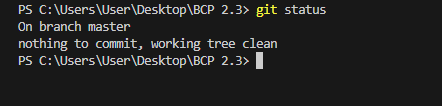 PS C:\Users\User\Desktop\BCP 2.3> git status
On branch master
nothing to commit, working tree clean
PS C:\Users\User\Desktop\BCP 2.3>